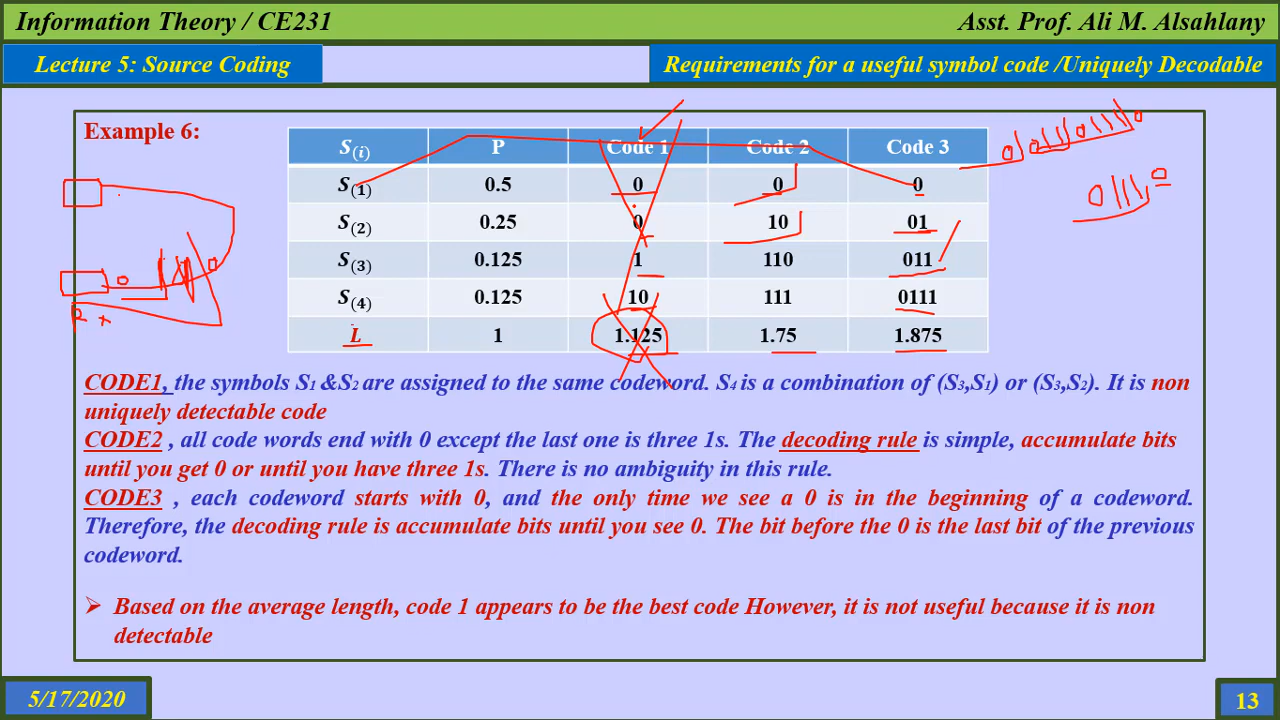 Information Theory / CE231
Asst. Prof. Ali M. Alsahlany
Lecture 5: Source Coding
Requirements for a useful symbol code /Uniquely Decodable
Example 6:
S(i) P Code 1 Code 2 Code 3
S(1) 0.5 0 0 0
S(2) 0.25 0 10 01
S(3) 0.125 1 110 011
S(4) 0.125 10 111 0111
L 1 1.125 1.75 1.875
01110
CODE1, the symbols S1 &S2 are assigned to the same codeword. S4 is a combination of (S3,S1) or (S3,S2). It is non
uniquely detectable code
CODE2 , all code words end with 0 except the last one is three 1s. The decoding rule is simple, accumulate bits
until you get 0 or until you have three 1s. There is no ambiguity in this rule.
CODE3 , each codeword starts with 0, and the only time we see a 0 is in the beginning of a codeword.
Therefore, the decoding rule is accumulate bits until you see 0. The bit before the 0 is the last bit of the previous
codeword.
➢ Based on the average length, code 1 appears to be the best code However, it is not useful because it is non
detectable
5/17/2020
13